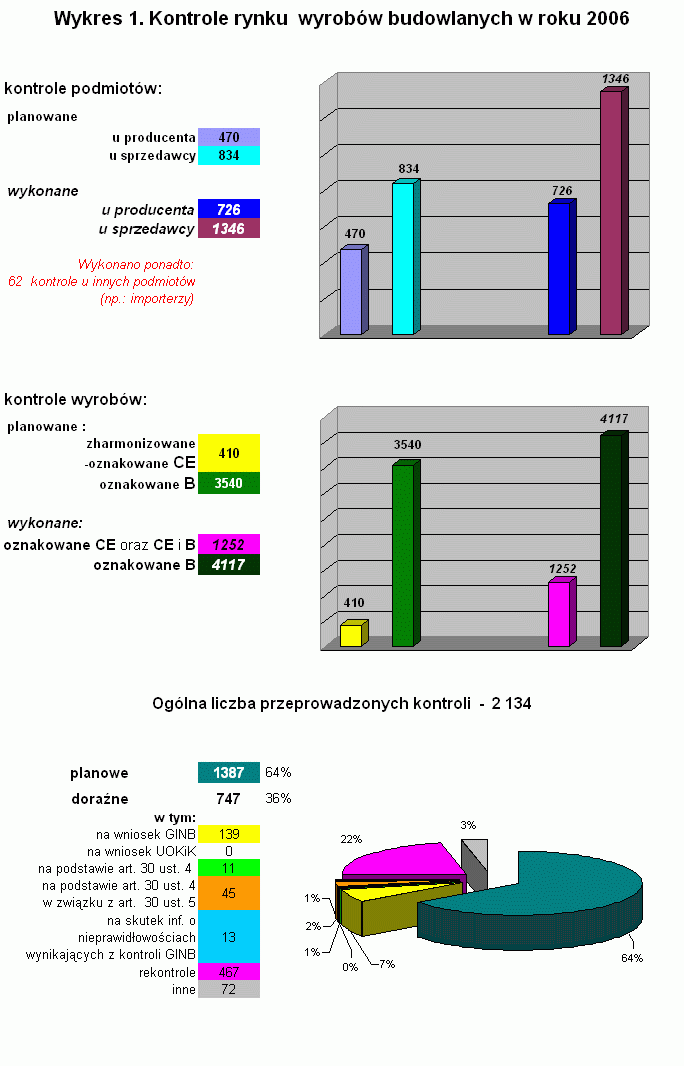 Wykres 1. Kontrole rynku wyrobów budowlanych w roku 2006
kontrole podmiotów:
planowane
u producenta 470
u sprzedawcy 834
wykonane
u producenta 726
u sprzedawcy 1346
Wykonano ponadto:
62 kontrole u innych podmiotów
(np.: importerzy)
470
834
726
1346
kontrole wyrobów:
planowane :
zharmonizowane
-oznakowane CE 410
oznakowane B 3540
wykonane:
oznakowane CE oraz CE i B 1252
oznakowane B 4117
410
3540
1252
4117
Ogólna liczba przeprowadzonych kontroli - 2 134
planowe 1387 64%
doraźne 747 36%
w tym:
na wniosek GINB 139
na wniosek UOKiK 0
na podstawie art. 30 ust. 4 11
na podstawie art. 30 ust. 4
w związku z art. 30 ust. 5 45
na skutek inf. o
nieprawidłowościach 13
wynikających z kontroli GINB
rekontrole 467
inne 72
3%
22%
1%
2%
1%
0%
7%
64%